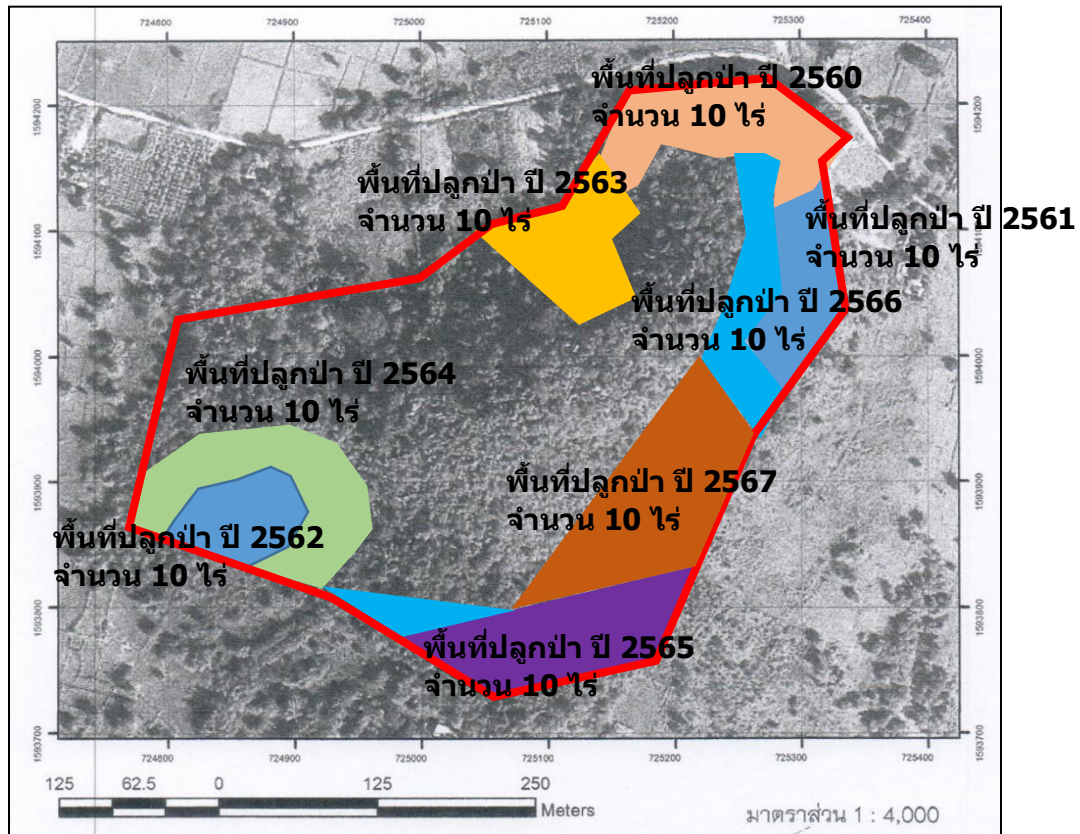 724800 724900 725000 725100 725200 725300 725400
พื้นที่ปลูกป่า ปี 2560
จำนวน 10 ไร่
1594200 1594200
พื้นที่ปลูกป่า ปี 2563
จำนวน 10 ไร่
พื้นที่ปลูกป่า ปี 2561
จำนวน 10 ไร่
1594100 1594100
พื้นที่ปลูกป่า ปี 2566
จำนวน 10 ไร่
1594000 1594000
พื้นที่ปลูกป่า ปี 2564
จำนวน 10 ไร่
พื้นที่ปลูกป่า ปี 2567
จำนวน 10 ไร่
1593900 1593900
พื้นที่ปลูกป่า ปี 2562
จำนวน 10 ไร่
1593800 1593800
พื้นที่ปลูกป่า ปี 2565
จำนวน 10 ไร่
1593700 1593700
724800 724900 725000 725100 725200 725300 725400
125 62.5 0 125 250
Meters
มาตราส่วน 1 : 4,000